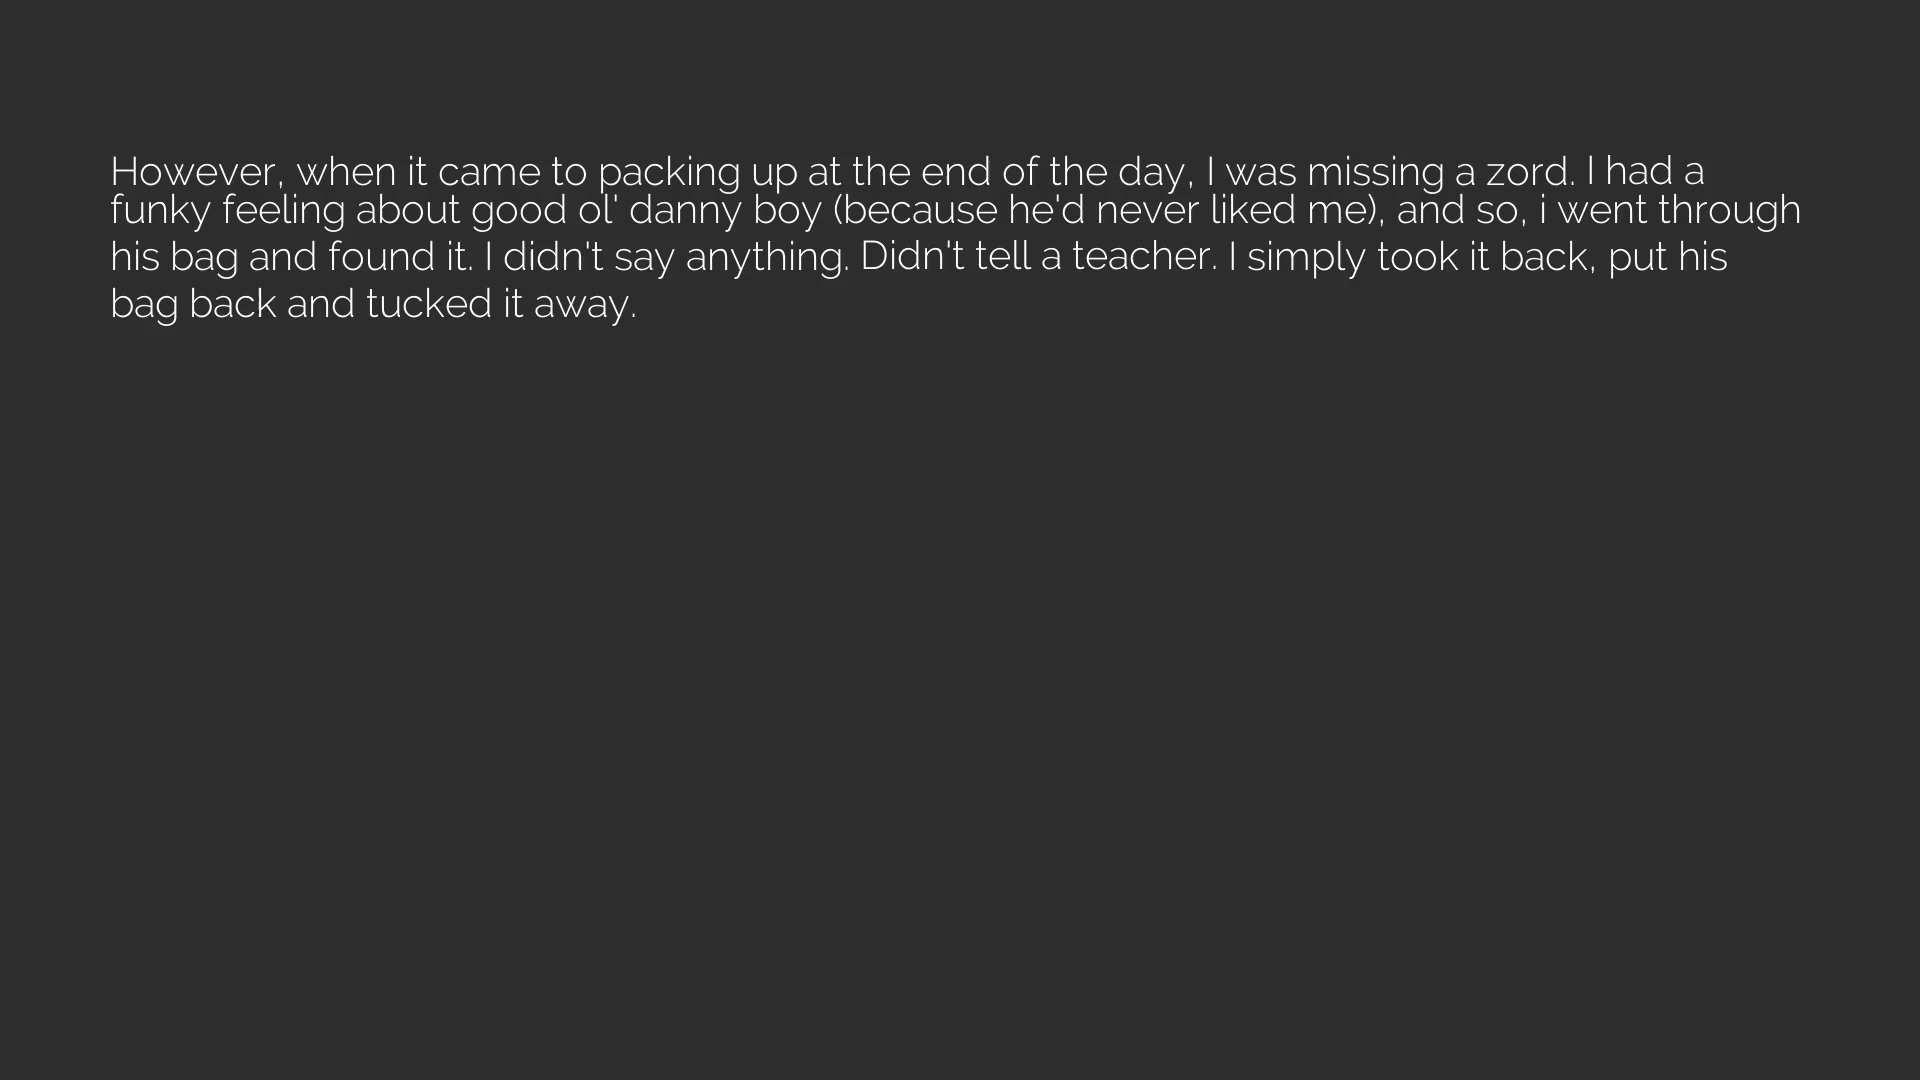 However, when it came to packing up at the end of the day, I was missing a zord. I had a
funky feeling about good ol' danny boy (because he'd never liked me), and so, i went through
his bag and found it. I didn't say anything. Didn't tell a teacher. I simply took it back, put his
bag back and tucked it away.